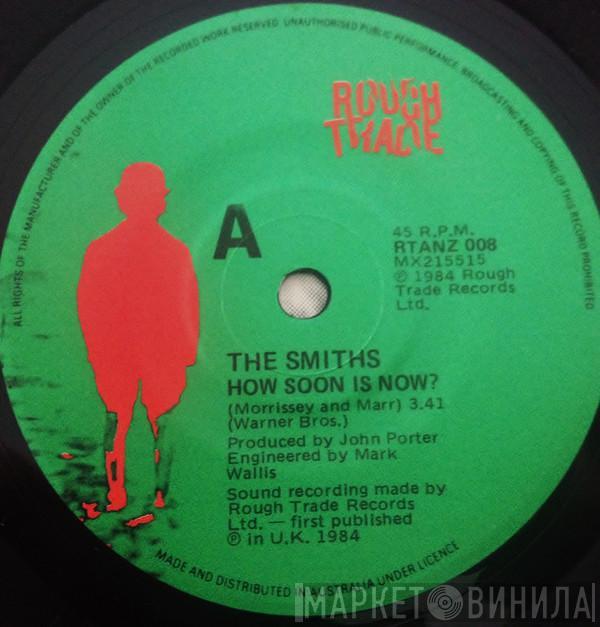 ALL RIGHTS OF THE MANUFACTURER AND OF THE OWNER OF THE RECORDED WORK RESERVED UNAUTHORISED PUBLIC PERFORMANCE BROADCASTING AND COPYING OF THIS RECORD PROHIBITED
ROUGH
TRADE
A
45 R.P.M.
RTANZ 008
MX215515
℗ 1984 Rough
Trade Records
Ltd.
THE SMITHS
HOW SOON IS NOW?
(Morrissey and Marr) 3.41
(Warner Bros.)
Produced by John Porter
Engineered by Mark
Wallis
Sound recording made by
Rough Trade Records
Ltd. — first published
℗ in U.K. 1984
MADE AND DISTRIBUTED IN AUSTRALIA UNDER LICENCE
МАРКЕТ ВИНИЛА